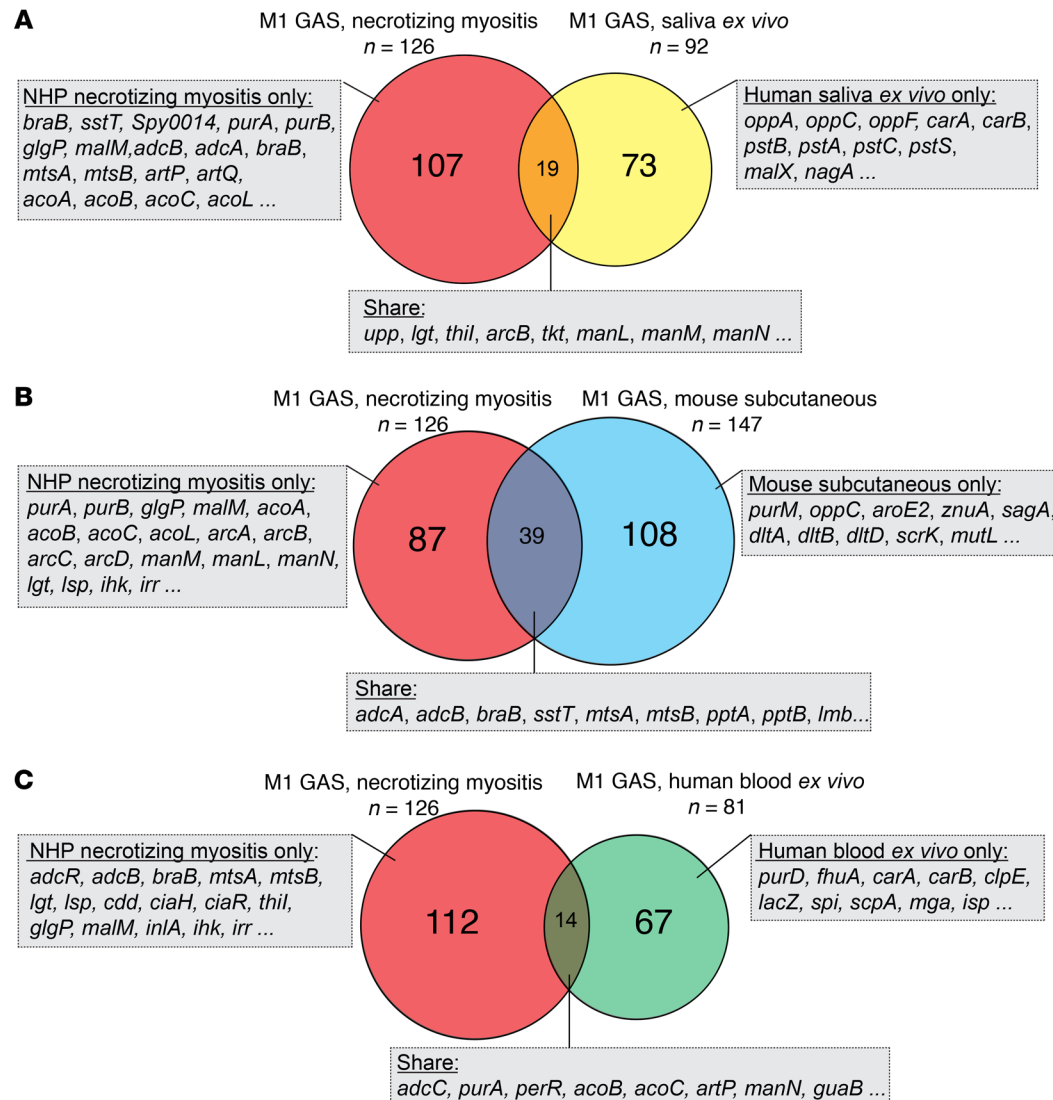 A
M1 GAS, necrotizing myositis
n = 126
M1 GAS, saliva ex vivo
n = 92
NHP necrotizing myositis only:
braB, sstT, Spy0014, purA, purB,
glgP, malM,adcB, adcA, braB,
mtsA, mtsB, artP, artQ,
acoA, acoB, acoC, acoL ...
107
19
73
Human saliva ex vivo only:
oppA, oppC, oppF, carA, carB,
pstB, pstA, pstC, pstS,
malX, nagA ...
Share:
upp, lgt, thiI, arcB, tkt, manL, manM, manN ...
B
M1 GAS, necrotizing myositis
n = 126
M1 GAS, mouse subcutaneous
n = 147
NHP necrotizing myositis only:
purA, purB, glgP, malM, acoA,
acoB, acoC, acoL, arcA, arcB,
arcC, arcD, manM, manL, manN,
lgt, lsp, ihk, irr ...
87
39
108
Mouse subcutaneous only:
purM, oppC, aroE2, znuA, sagA,
dltA, dltB, dltD, scrK, mutL ...
Share:
adcA, adcB, braB, sstT, mtsA, mtsB, pptA, pptB, lmb...
C
M1 GAS, necrotizing myositis
n = 126
M1 GAS, human blood ex vivo
n = 81
NHP necrotizing myositis only:
adcR, adcB, braB, mtsA, mtsB,
lgt, lsp, cdd, ciaH, ciaR, thiI,
glgP, malM, inlA, ihk, irr ...
112
14
67
Human blood ex vivo only:
purD, fhuA, carA, carB, clpE,
lacZ, spi, scpA, mga, isp ...
Share:
adcC, purA, perR, acoB, acoC, artP, manN, guaB ...